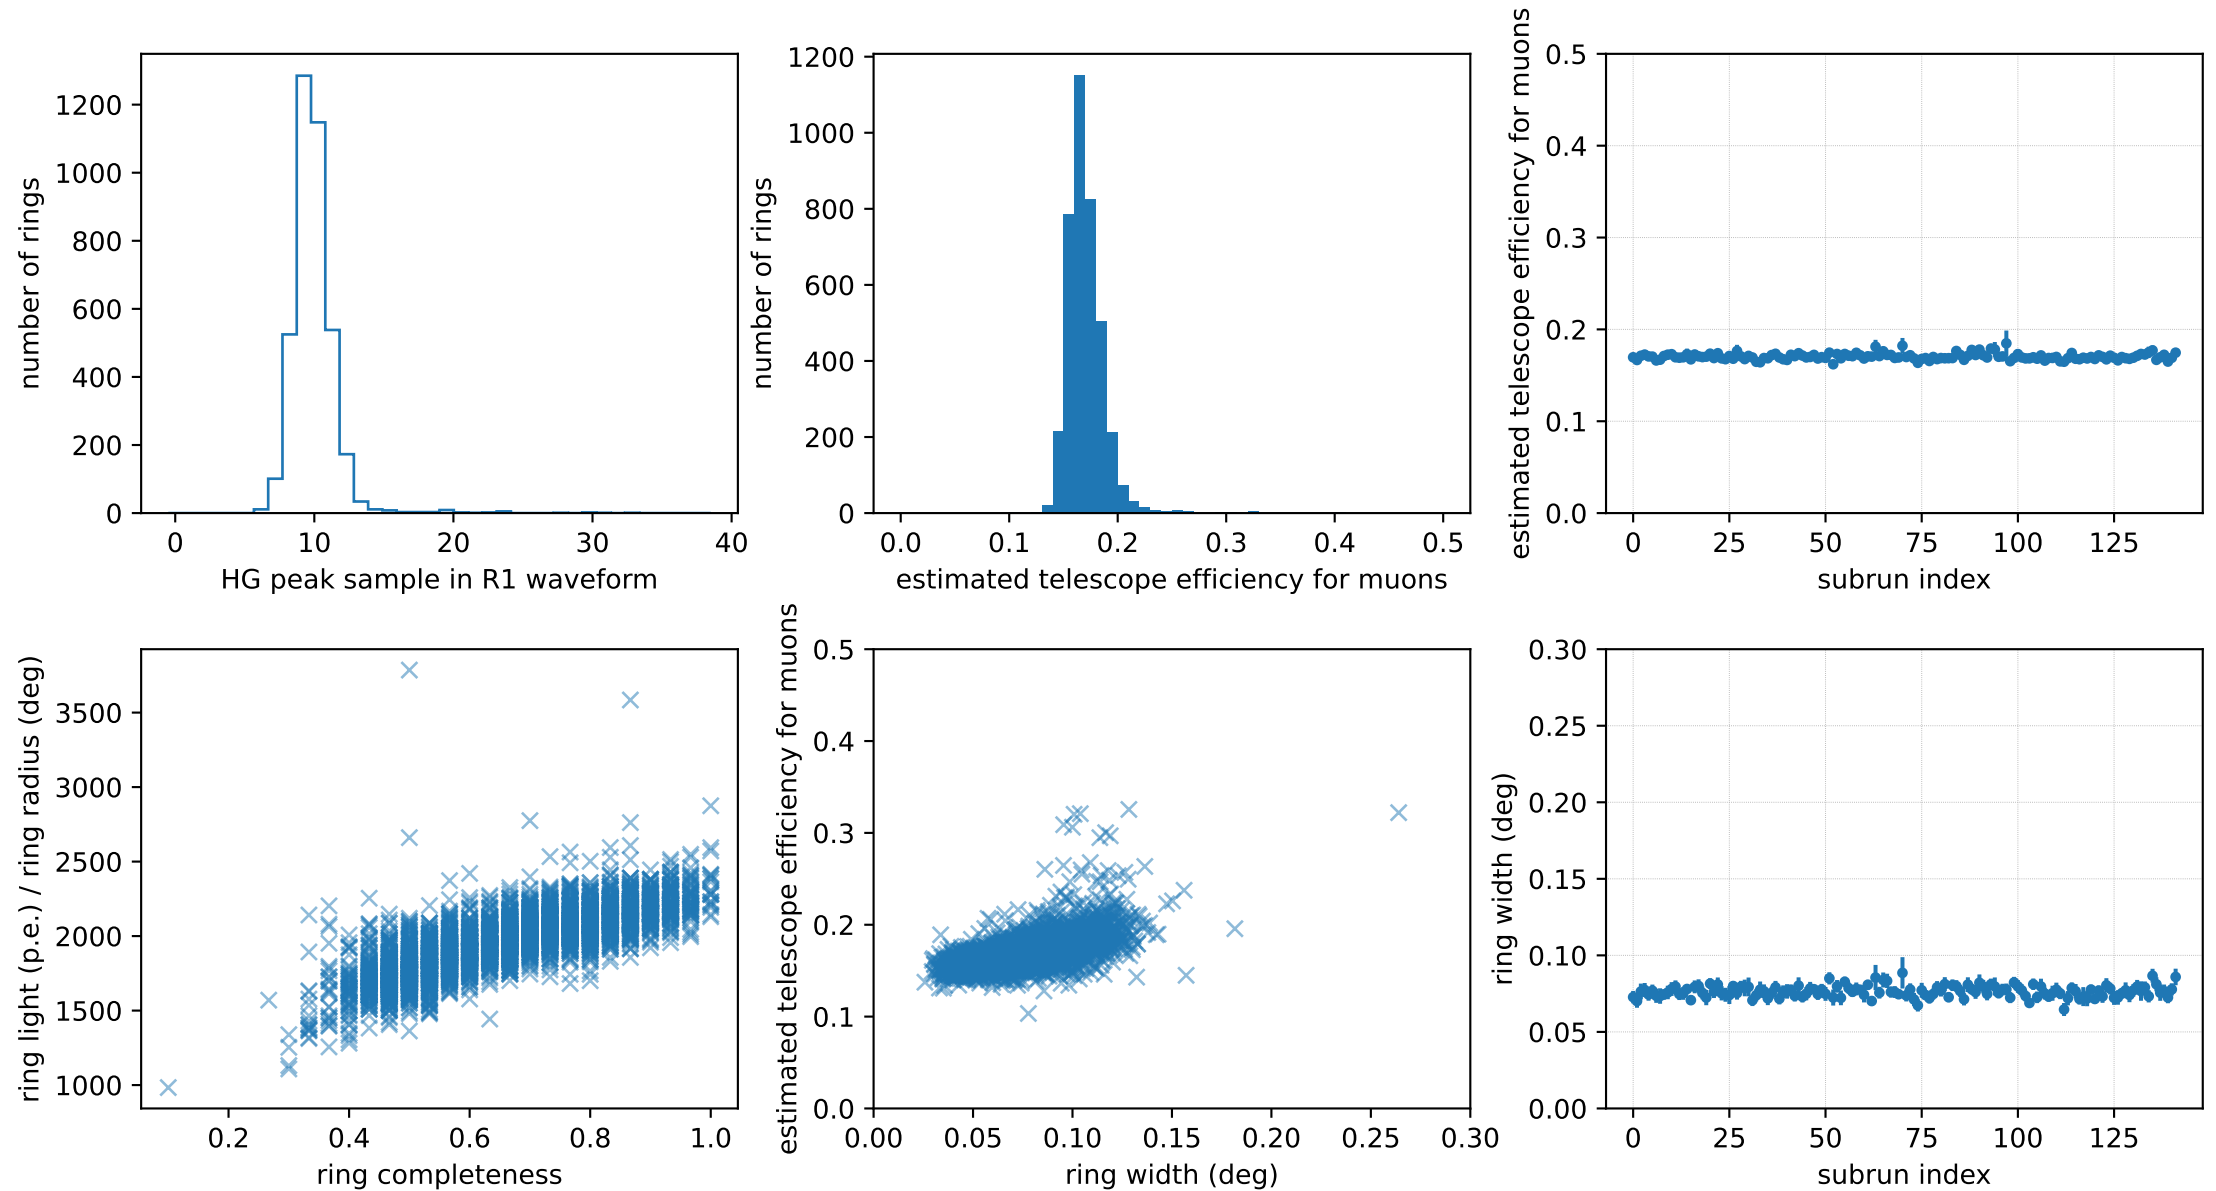 number of rings
1200
1000
800
600
400
200
0
0 10 20 30 40
HG peak sample in R1 waveform
number of rings
1200
1000
800
600
400
200
0
0.0 0.1 0.2 0.3 0.4 0.5
estimated telescope efficiency for muons
estimated telescope efficiency for muons
0.5
0.4
0.3
0.2
0.1
0.0
0 25 50 75 100 125
subrun index
ring light (p.e.) / ring radius (deg)
3500
3000
2500
2000
1500
1000
0.2 0.4 0.6 0.8 1.0
ring completeness
estimated telescope efficiency for muons
0.5
0.4
0.3
0.2
0.1
0.0
0.00 0.05 0.10 0.15 0.20 0.25 0.30
ring width (deg)
ring width (deg)
0.30
0.25
0.20
0.15
0.10
0.05
0.00
0 25 50 75 100 125
subrun index